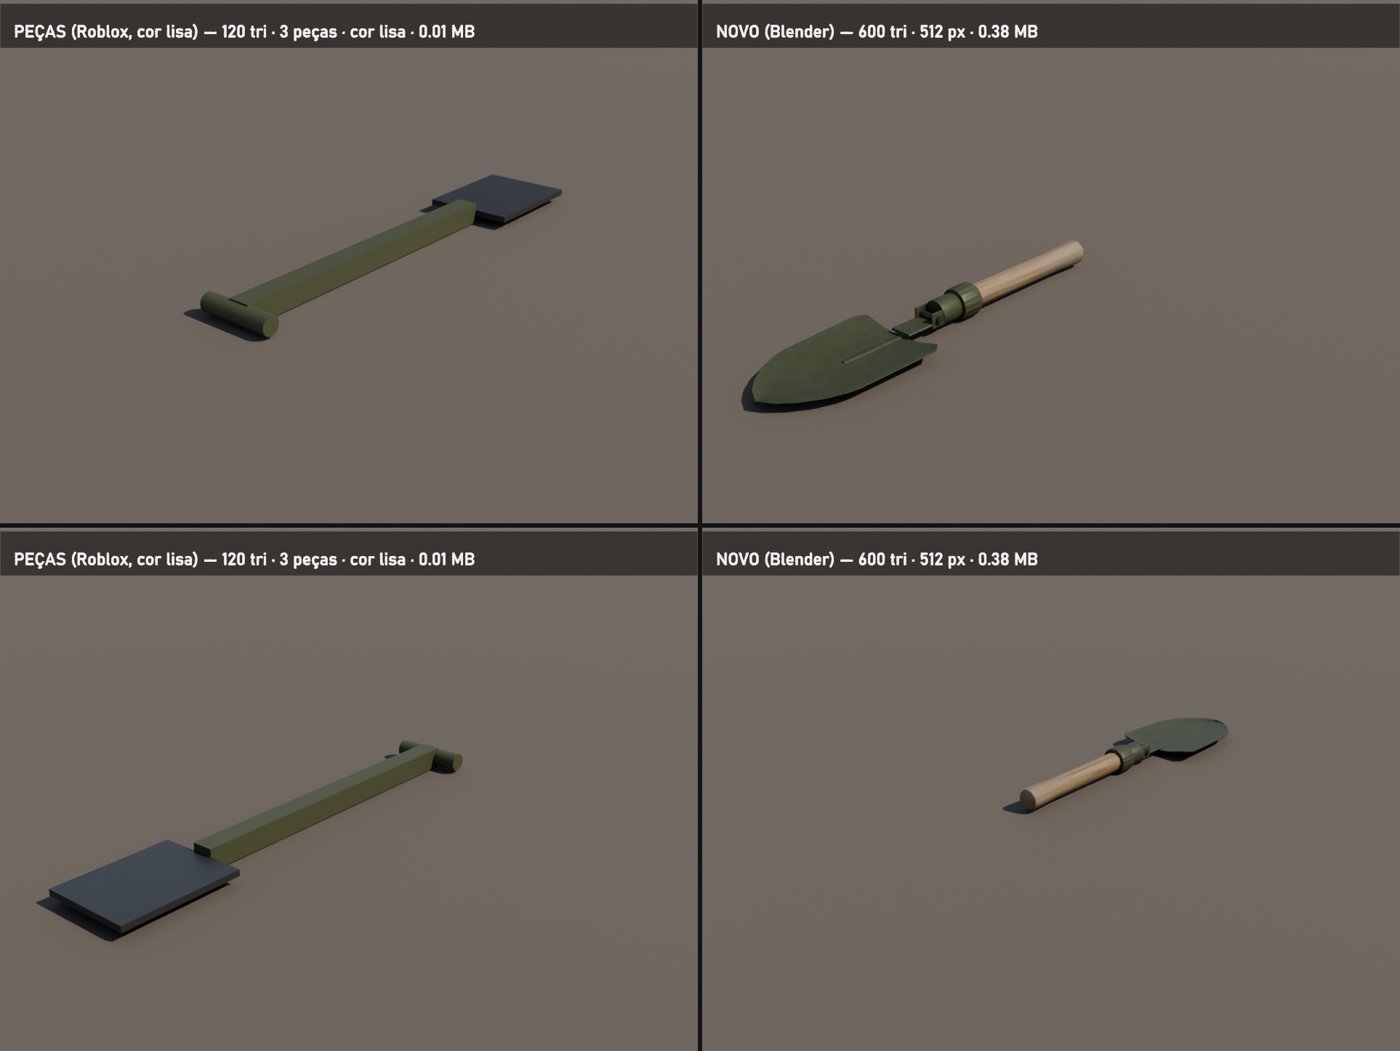 PEÇAS (Roblox, cor lisa) — 120 tri · 3 peças · cor lisa · 0.01 MB
NOVO (Blender) — 600 tri · 512 px · 0.38 MB
PEÇAS (Roblox, cor lisa) — 120 tri · 3 peças · cor lisa · 0.01 MB
NOVO (Blender) — 600 tri · 512 px · 0.38 MB